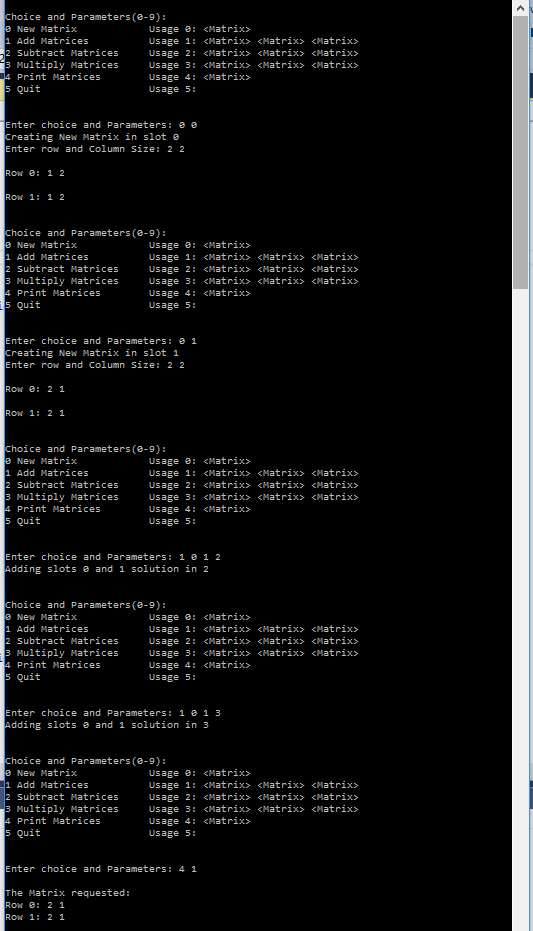 Choice and Parameters(0-9):
0 New Matrix Usage 0: <Matrix>
1 Add Matrices Usage 1: <Matrix> <Matrix> <Matrix>
2 Subtract Matrices Usage 2: <Matrix> <Matrix> <Matrix>
3 Multiply Matrices Usage 3: <Matrix> <Matrix> <Matrix>
4 Print Matrices Usage 4: <Matrix>
5 Quit Usage 5:
Enter choice and Parameters: 0 0
Creating New Matrix in slot 0
Enter row and Column Size: 2 2
Row 0: 1 2
Row 1: 1 2
Choice and Parameters(0-9):
0 New Matrix Usage 0: <Matrix>
1 Add Matrices Usage 1: <Matrix> <Matrix> <Matrix>
2 Subtract Matrices Usage 2: <Matrix> <Matrix> <Matrix>
3 Multiply Matrices Usage 3: <Matrix> <Matrix> <Matrix>
4 Print Matrices Usage 4: <Matrix>
5 Quit Usage 5:
Enter choice and Parameters: 0 1
Creating New Matrix in slot 1
Enter row and Column Size: 2 2
Row 0: 2 1
Row 1: 2 1
Choice and Parameters(0-9):
0 New Matrix Usage 0: <Matrix>
1 Add Matrices Usage 1: <Matrix> <Matrix> <Matrix>
2 Subtract Matrices Usage 2: <Matrix> <Matrix> <Matrix>
3 Multiply Matrices Usage 3: <Matrix> <Matrix> <Matrix>
4 Print Matrices Usage 4: <Matrix>
5 Quit Usage 5:
Enter choice and Parameters: 1 0 1 2
Adding slots 0 and 1 solution in 2
Choice and Parameters(0-9):
0 New Matrix Usage 0: <Matrix>
1 Add Matrices Usage 1: <Matrix> <Matrix> <Matrix>
2 Subtract Matrices Usage 2: <Matrix> <Matrix> <Matrix>
3 Multiply Matrices Usage 3: <Matrix> <Matrix> <Matrix>
4 Print Matrices Usage 4: <Matrix>
5 Quit Usage 5:
Enter choice and Parameters: 1 0 1 3
Adding slots 0 and 1 solution in 3
Choice and Parameters(0-9):
0 New Matrix Usage 0: <Matrix>
1 Add Matrices Usage 1: <Matrix> <Matrix> <Matrix>
2 Subtract Matrices Usage 2: <Matrix> <Matrix> <Matrix>
3 Multiply Matrices Usage 3: <Matrix> <Matrix> <Matrix>
4 Print Matrices Usage 4: <Matrix>
5 Quit Usage 5:
Enter choice and Parameters: 4 1
The Matrix requested:
Row 0: 2 1
Row 1: 2 1